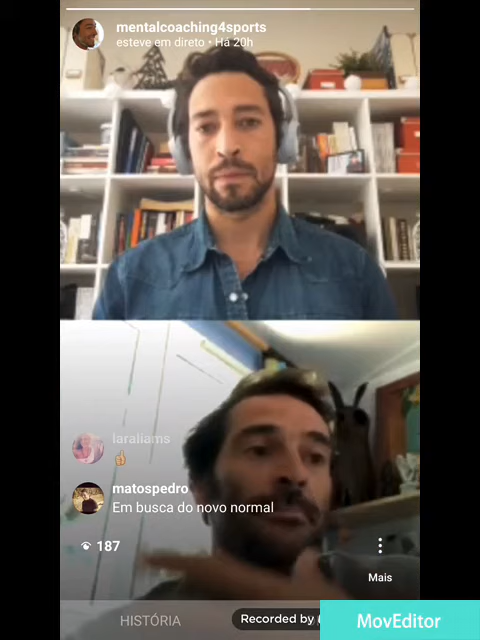 mentalcoaching4sports
esteve em direto • Há 20h
laraliams
👍🏼
matospedro
Em busca do novo normal
187
Mais
HISTÓRIA
Recorded by
MovEditor